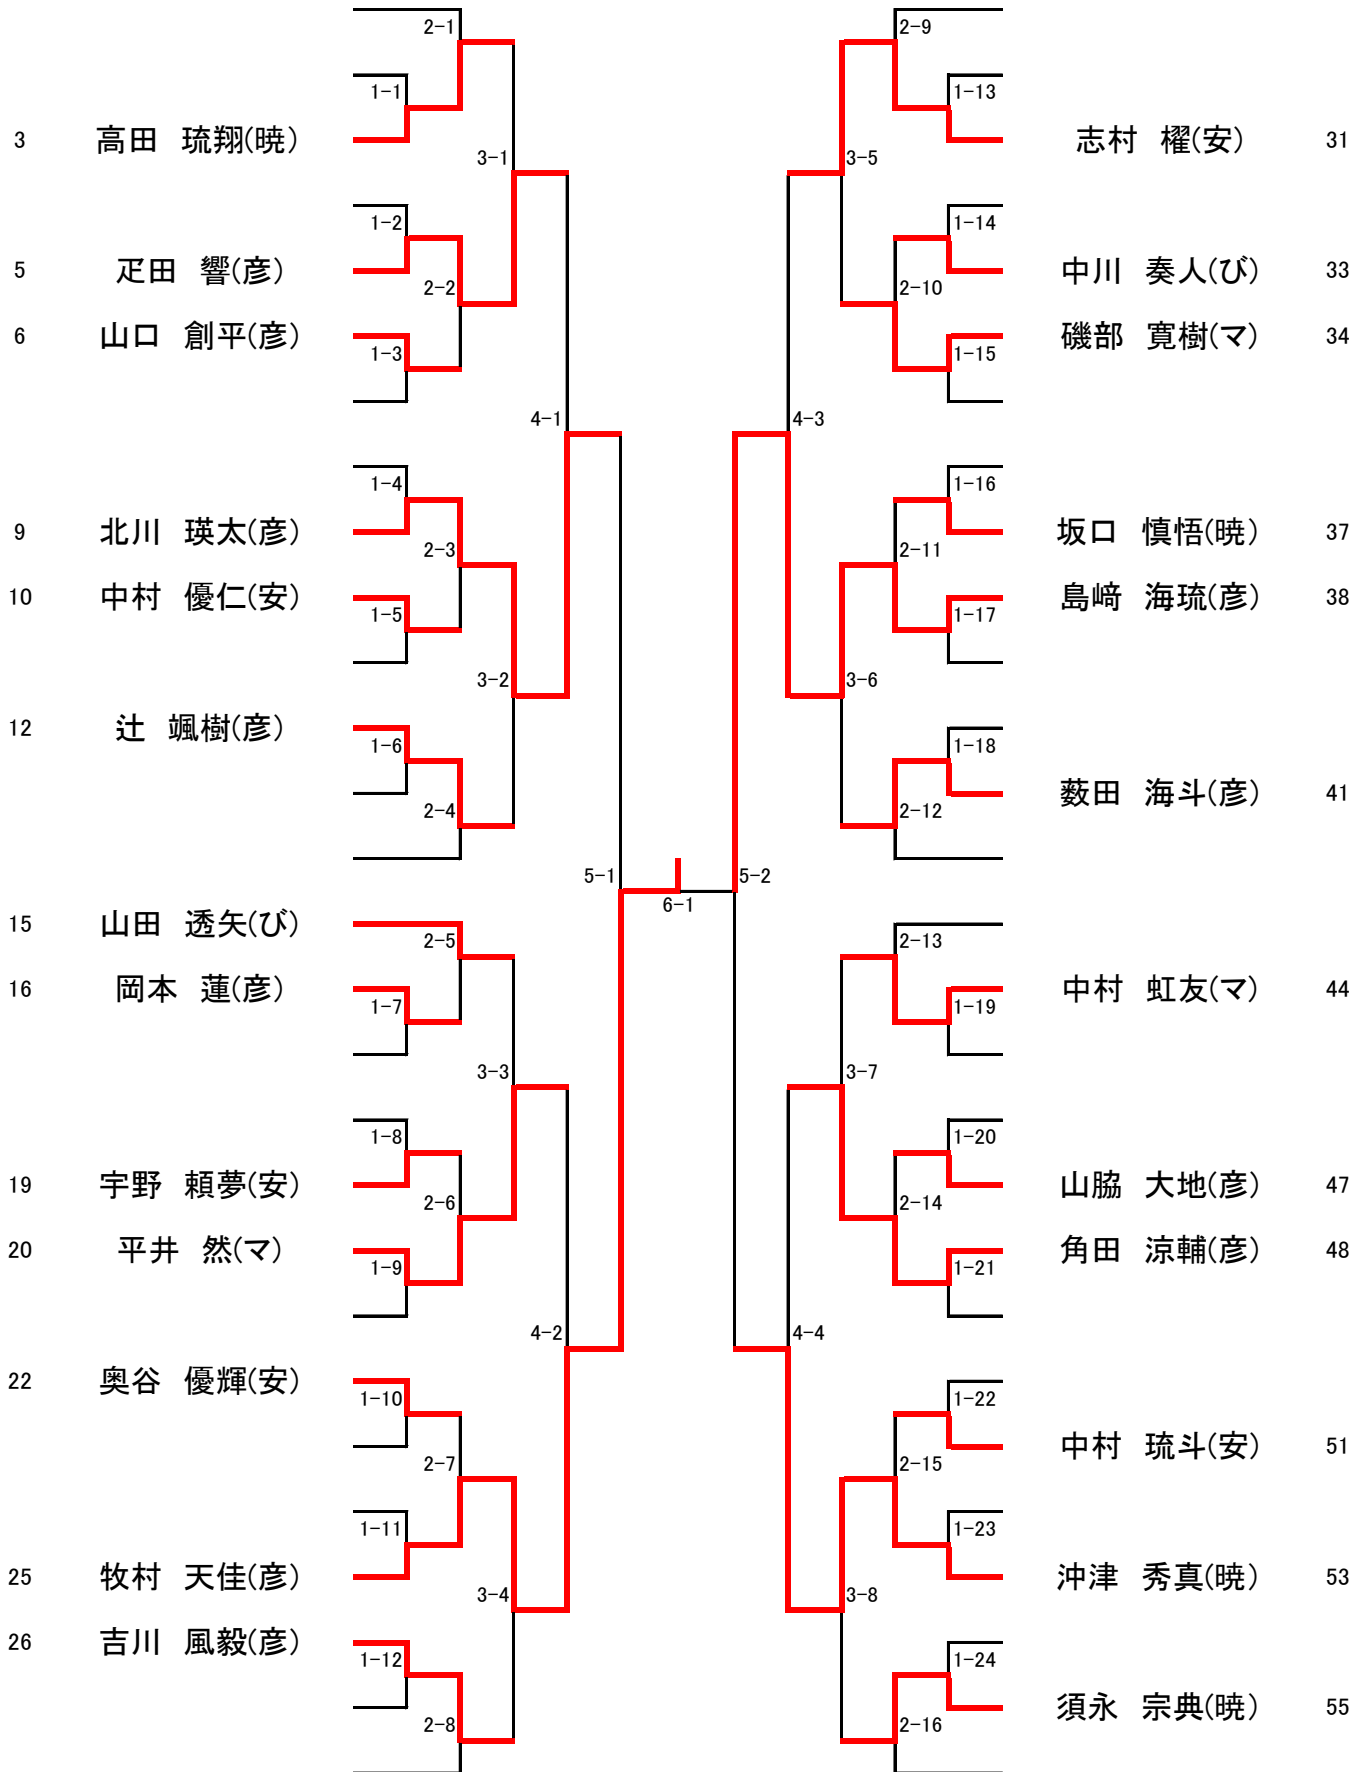 2-1 2-9
1-1 1-13
3 高田 琉翔(暁) 志村 櫂(安) 31
3-1 3-5
1-2 1-14
5 疋田 響(彦) 中川 奏人(び) 33
2-2 2-10
6 山口 創平(彦) 磯部 寛樹(マ) 34
1-3 1-15
4-1 4-3
1-4 1-16
9 北川 瑛太(彦) 坂口 慎悟(暁) 37
2-3 2-11
10 中村 優仁(安) 島﨑 海琉(彦) 38
1-5 1-17
3-2 3-6
12 辻 颯樹(彦)
1-6 1-18
薮田 海斗(彦) 41
2-4 2-12
5-1 5-2
6-1
15 山田 透矢(び)
2-5 2-13
16 岡本 蓮(彦) 中村 虹友(マ) 44
1-7 1-19
3-3 3-7
1-8 1-20
19 宇野 頼夢(安) 山脇 大地(彦) 47
2-6 2-14
20 平井 然(マ) 角田 涼輔(彦) 48
1-9 1-21
4-2 4-4
22 奥谷 優輝(安)
1-10 1-22
中村 琉斗(安) 51
2-7 2-15
1-11 1-23
25 牧村 天佳(彦) 沖津 秀真(暁) 53
3-4 3-8
26 吉川 風毅(彦)
1-12 1-24
須永 宗典(暁) 55
2-8 2-16